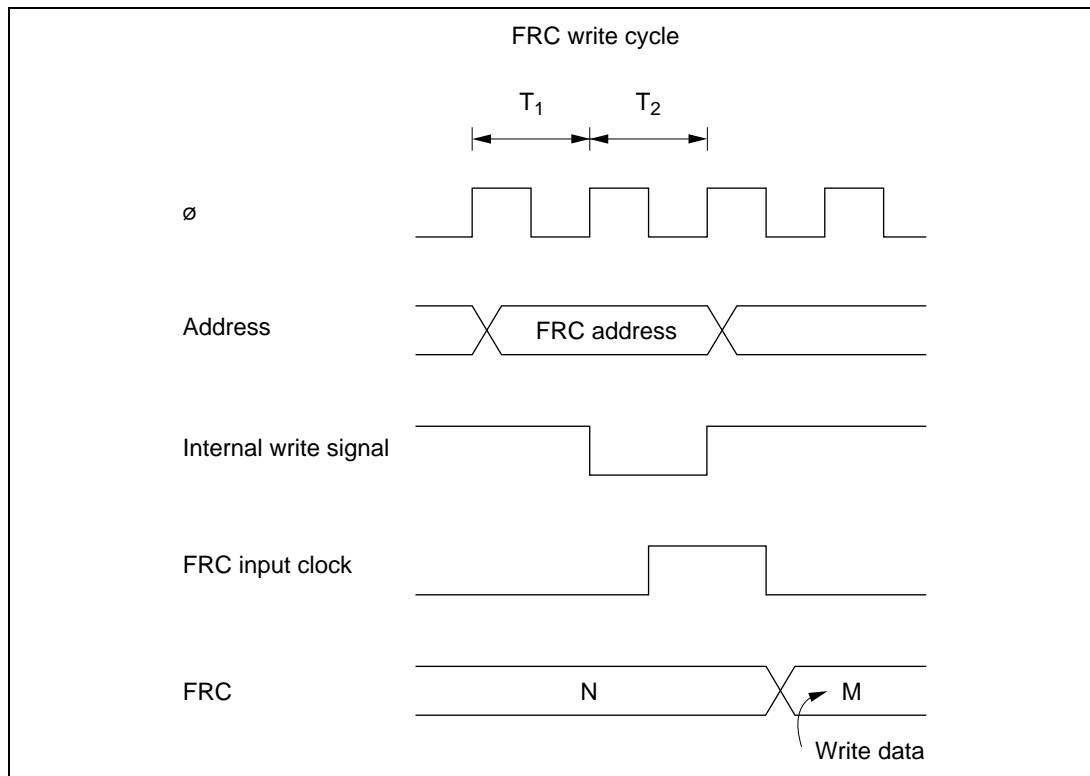 FRC write cycle
T1 T2
ø
Address
FRC address
Internal write signal
FRC input clock
FRC
N
M
Write data